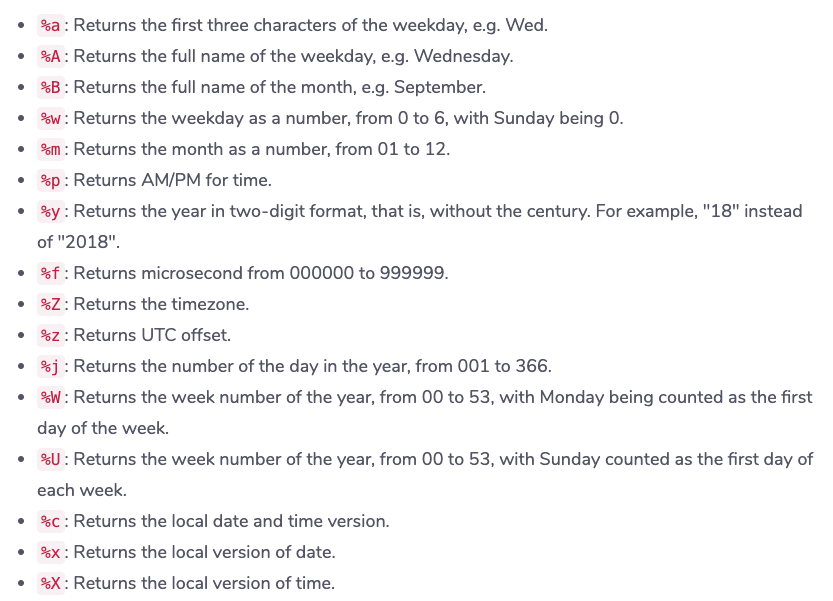 • %a: Returns the first three characters of the weekday, e.g. Wed.
• %A: Returns the full name of the weekday, e.g. Wednesday.
• %B: Returns the full name of the month, e.g. September.
• %w: Returns the weekday as a number, from 0 to 6, with Sunday being 0.
• %m: Returns the month as a number, from 01 to 12.
• %p: Returns AM/PM for time.
• %y: Returns the year in two-digit format, that is, without the century. For example, "18" instead
of "2018".
• %f: Returns microsecond from 000000 to 999999.
• %Z: Returns the timezone.
• %z: Returns UTC offset.
• %j: Returns the number of the day in the year, from 001 to 366.
• %W: Returns the week number of the year, from 00 to 53, with Monday being counted as the first
day of the week.
• %U: Returns the week number of the year, from 00 to 53, with Sunday counted as the first day of
each week.
• %c: Returns the local date and time version.
• %x: Returns the local version of date.
• %X: Returns the local version of time.